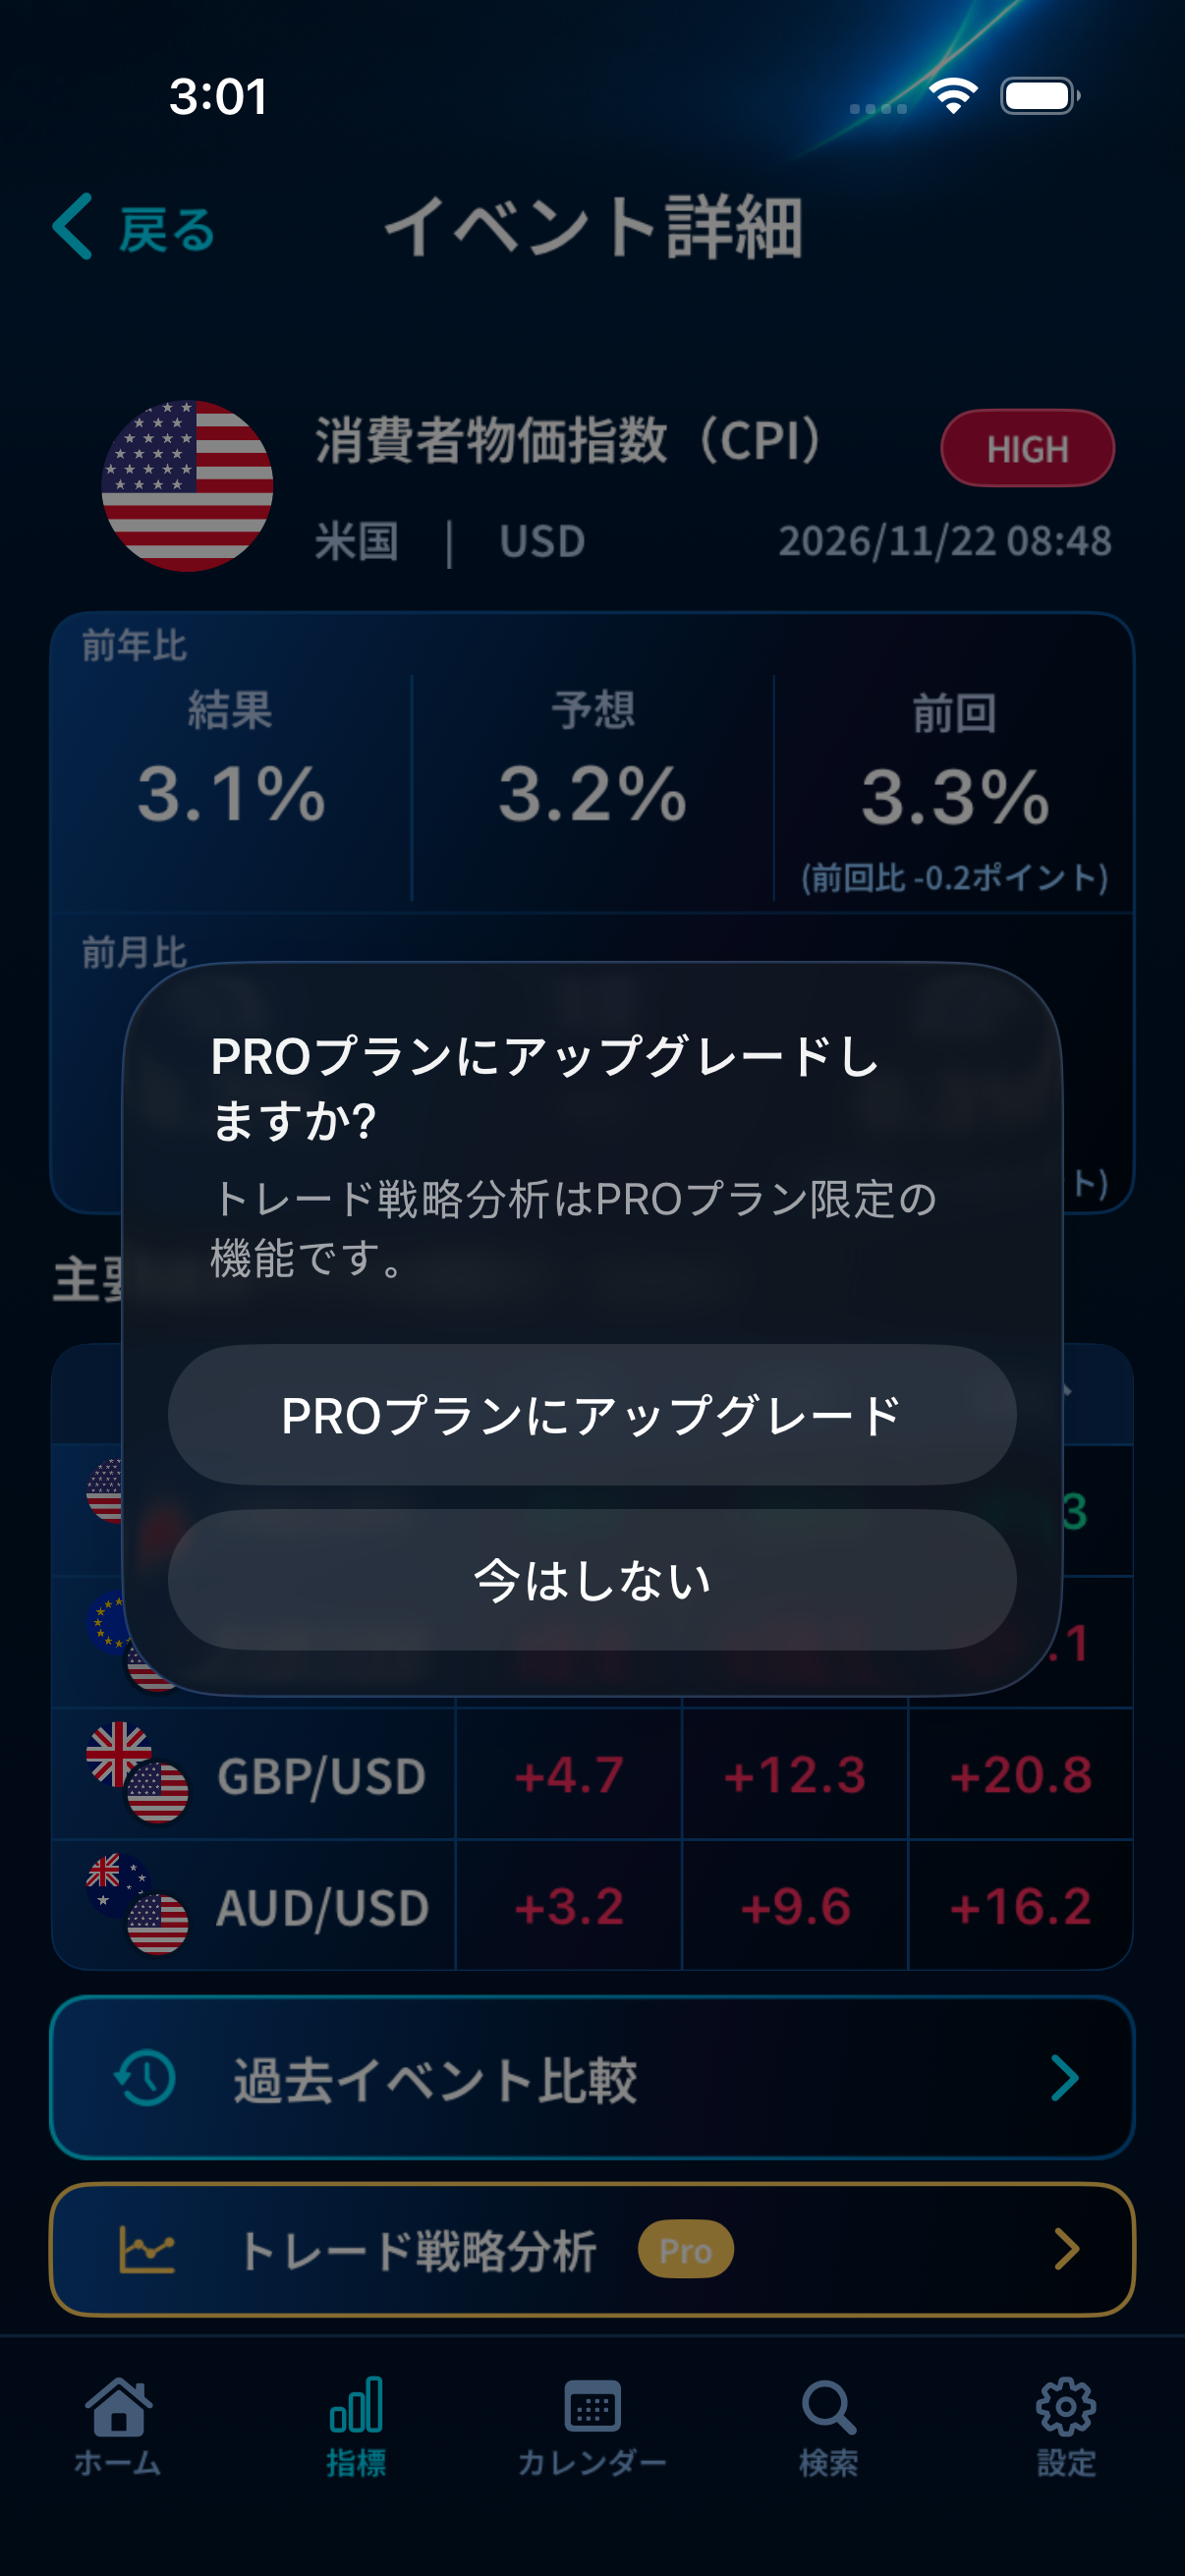 3:01
戻る
イベント詳細
消費者物価指数（CPI）
HIGH
米国 | USD
2026/11/22 08:48
前年比
結果
予想
前回
3.1%
3.2%
3.3%
(前回比 -0.2ポイント)
前月比
ト)
PROプランにアップグレードし
ますか?
トレード戦略分析はPROプラン限定の
機能です。
主要
PROプランにアップグレード
3
今はしない
.1
GBP/USD +4.7 +12.3 +20.8
AUD/USD +3.2 +9.6 +16.2
過去イベント比較
トレード戦略分析 Pro
ホーム
指標
カレンダー
検索
設定